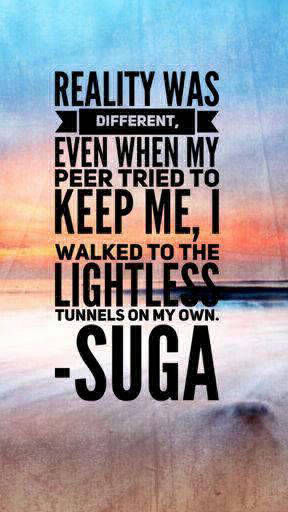 REALITY WAS
DIFFERENT,
EVEN WHEN MY
PEER TRIED TO
KEEP ME, I
WALKED TO THE
LIGHTLESS
TUNNELS ON MY OWN.
-SUGA